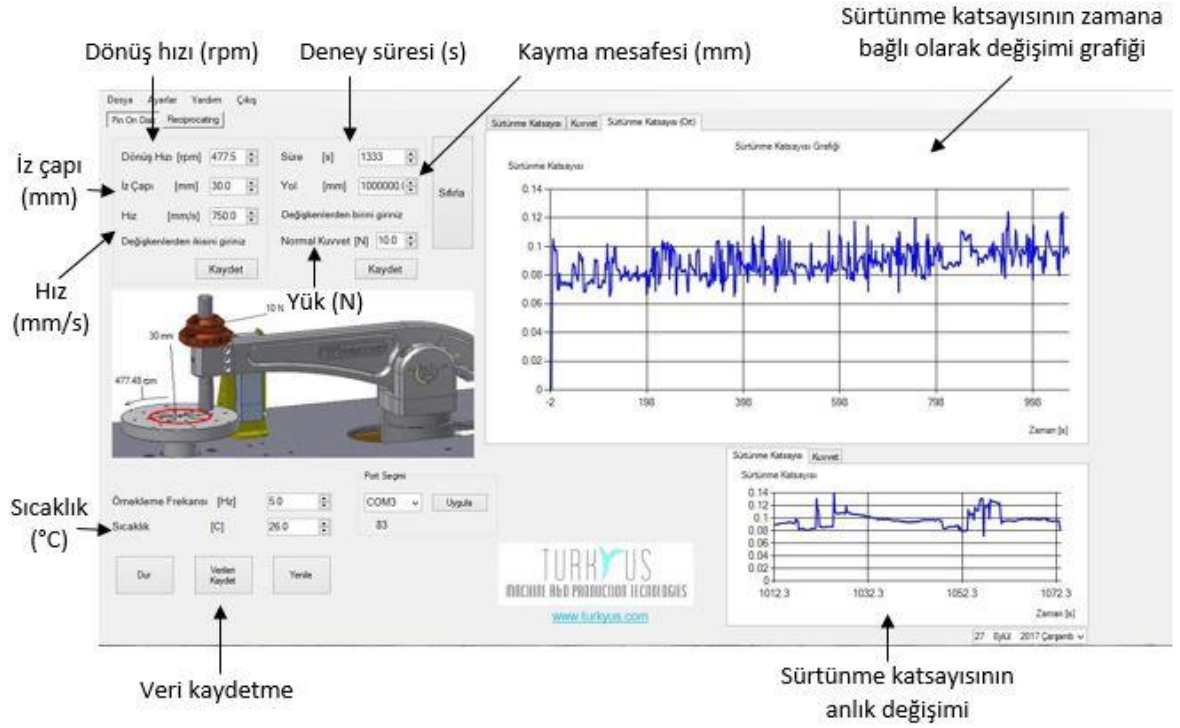 Sürtünme katsayısının zamana
bağlı olarak değişimi grafiği
Dönüş hızı (rpm)
Deney süresi (s)
Kayma mesafesi (mm)
İz çapı
(mm)
Hız
(mm/s)
Yük (N)
Sıcaklık
(°C)
Veri kaydetme
Sürtünme katsayısının
anlık değişimi
Dosya Ayarlar Yardım Çıkış
Pin On Disc Reciprocating
Dönüş Hızı [rpm] 477.5
İz Çapı [mm] 30.0
Hız [mm/s] 750.0
Değişkenlerden ikisini giriniz
Kaydet
Süre [s] 1333
Yol [mm] 1000000.0
Değişkenlerden birini giriniz
Normal Kuvvet [N] 10.0
Kaydet
Sıfırla
10 N
30 mm
477.48 rpm
Sürtünme Katsayısı Kuvvet Sürtünme Katsayısı (Ort)
Sürtünme Katsayısı Grafiği
Sürtünme Katsayısı
0.14
0.12
0.1
0.08
0.06
0.04
0.02
0
-2 198 398 598 798 998
Zaman [s]
Örnekleme Frekansı [Hz] 5.0
Sıcaklık [C] 26.0
Port Seçimi
COM3 Uygula
83
Dur
Verileri
Kaydet
Yenile
TURKYUS
MACHINE R&D PRODUCTION TECNOLOGIES
www.turkyus.com
Sürtünme Katsayısı Kuvvet
Sürtünme Katsayısı
0.14
0.12
0.1
0.08
0.06
0.04
0.02
0
1012.3 1032.3 1052.3 1072.3
Zaman [s]
27 Eylül 2017 Çarşamb